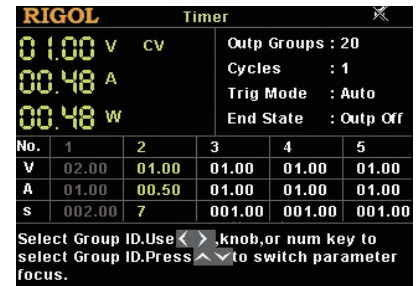 RIGOL Timer
01.00 V CV
00.48 A
00.48 W
Outp Groups : 20
Cycles : 1
Trig Mode : Auto
End State : Outp Off
No. 1 2 3 4 5
V 02.00 01.00 01.00 01.00 01.00
A 01.00 00.50 01.00 01.00 01.00
s 002.00 7 001.00 001.00 001.00
Select Group ID.Use < > ,knob,or num key to
select Group ID.Press ∧ ∨ to switch parameter
focus.